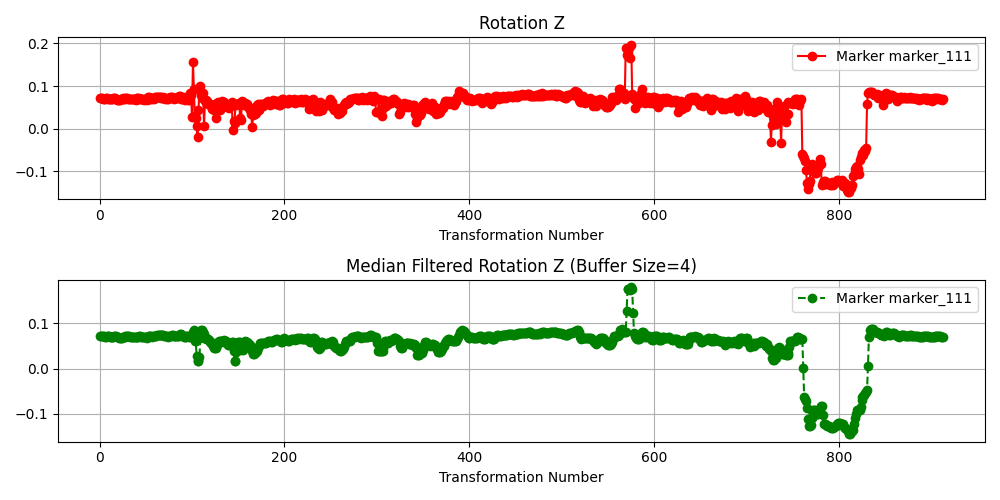 Rotation Z
0.2
0.1
0.0
−0.1
Marker marker_111
0
200
400
600
800
Transformation Number
Median Filtered Rotation Z (Buffer Size=4)
0.1
0.0
−0.1
Marker marker_111
0
200
400
600
800
Transformation Number